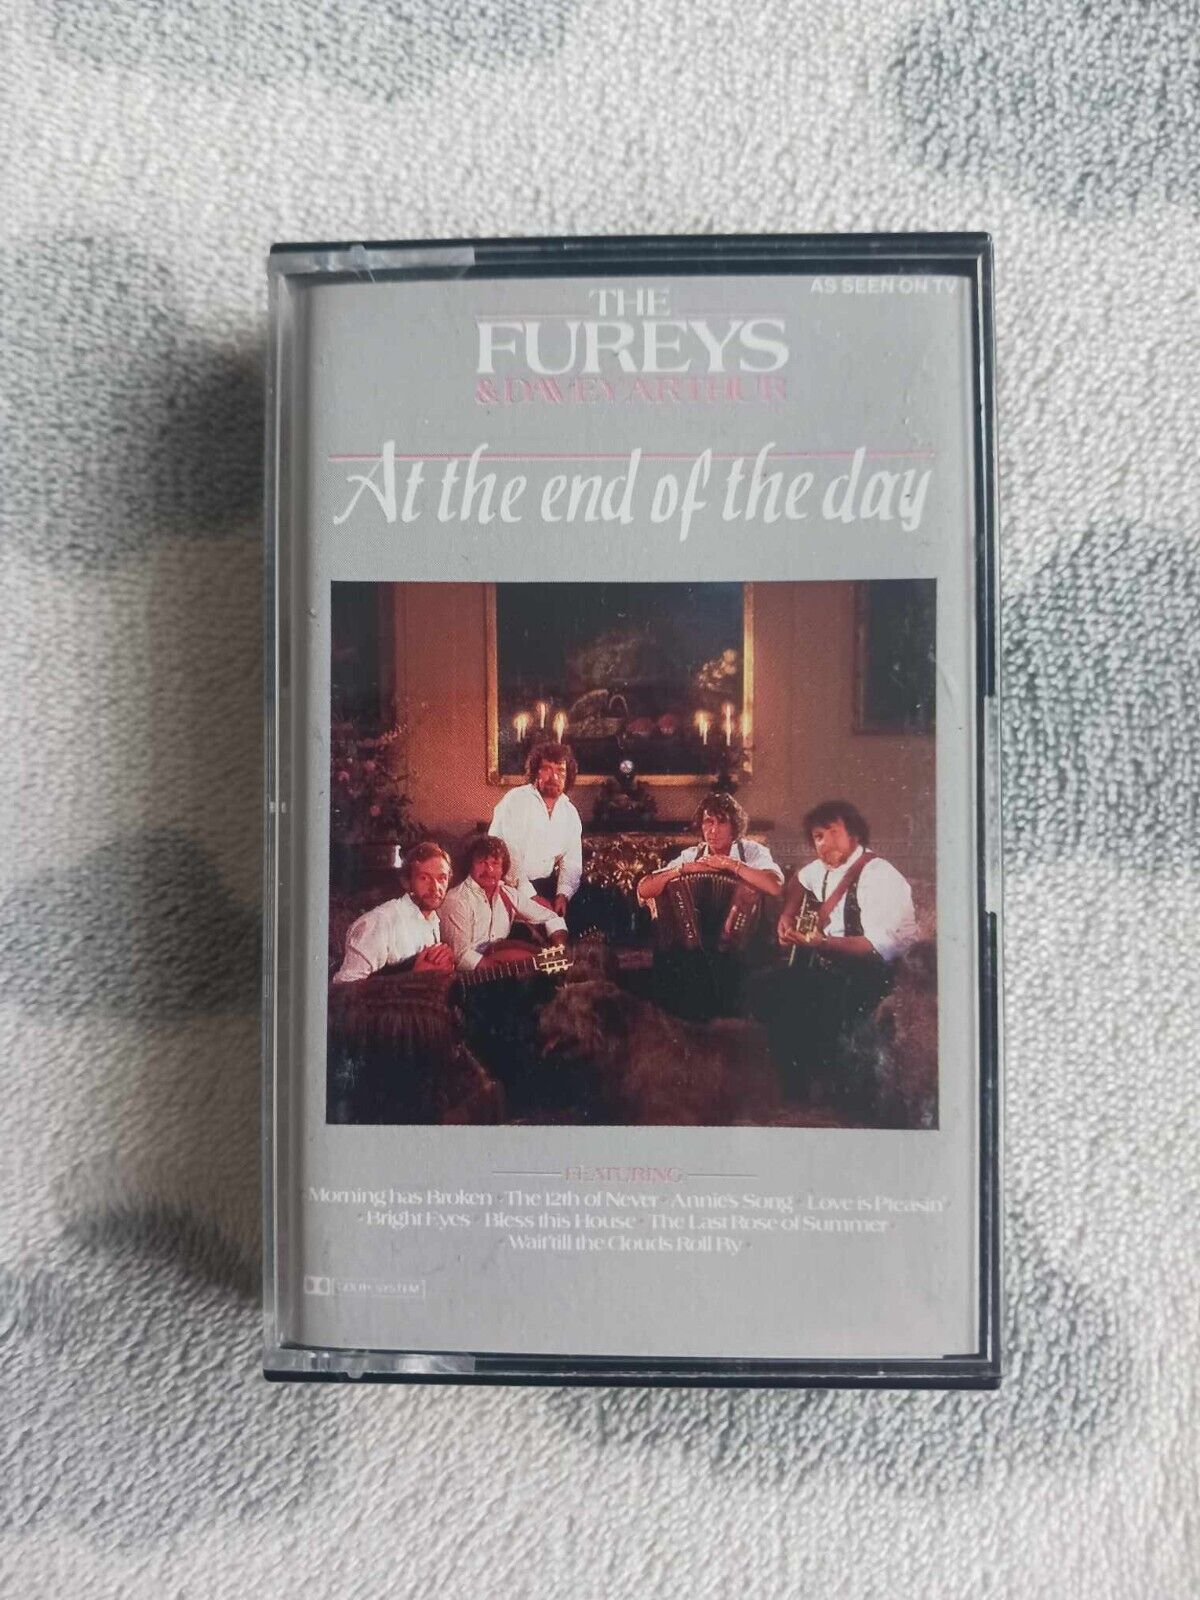 AS SEEN ON TV
THE
FUREYS
& DAVEY ARTHUR
At the end of the day
FEATURING
Morning has Broken · The 12th of Never · Annie's Song · Love is Pleasin'
· Bright Eyes · Bless this House · The Last Rose of Summer ·
· Wait 'till the Clouds Roll By ·
DOLBY SYSTEM